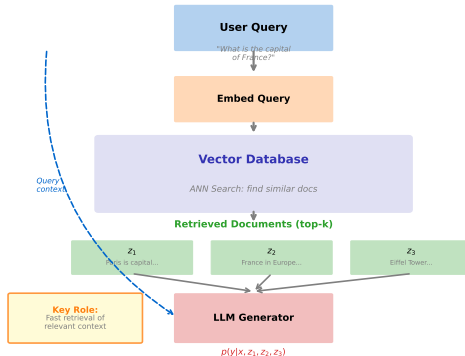 User Query
"What is the capital
of France?"
Embed Query
Vector Database
ANN Search: find similar docs
Query
context
Retrieved Documents (top-k)
z₁
Paris is capital...
z₂
France in Europe...
z₃
Eiffel Tower...
Key Role:
Fast retrieval of
relevant context
LLM Generator
p(y|x, z₁, z₂, z₃)